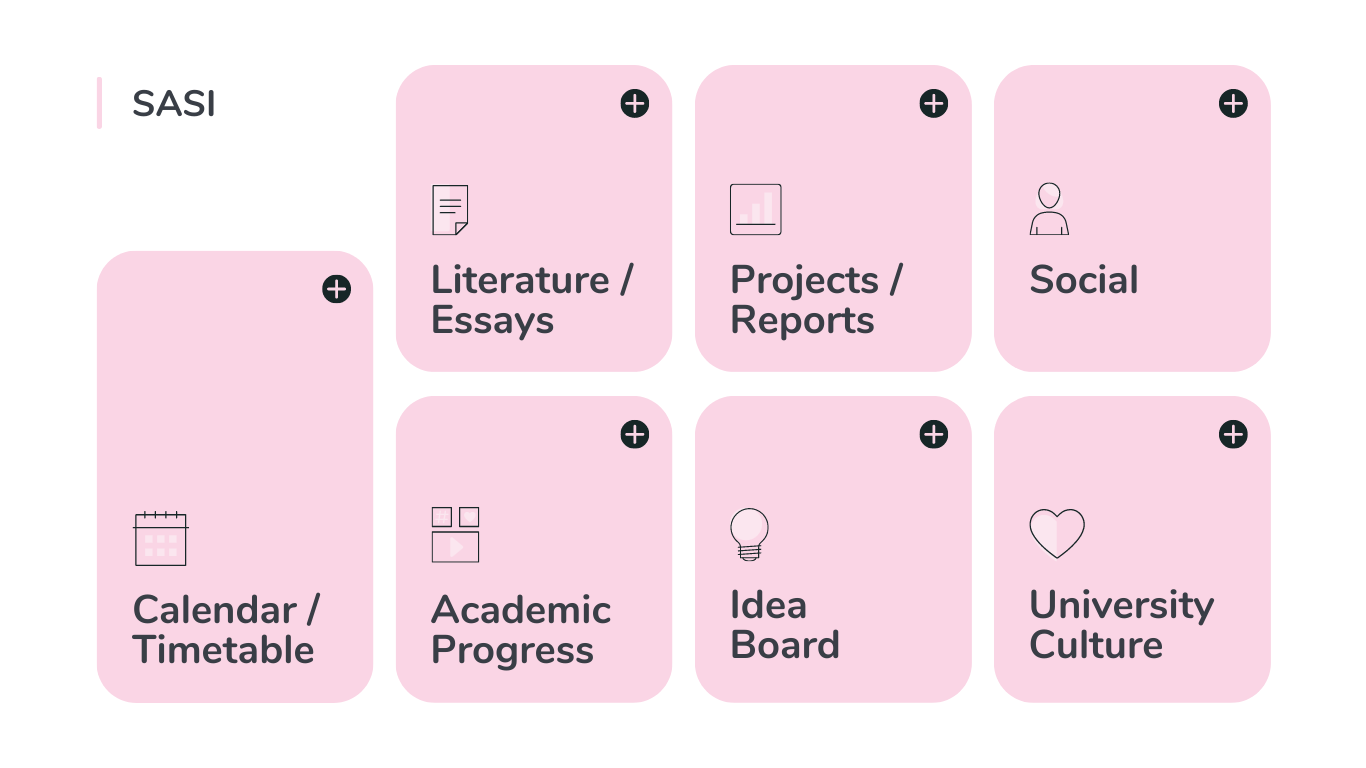 SASI
Literature /
Essays
Projects /
Reports
Social
Calendar /
Timetable
Academic
Progress
Idea
Board
University
Culture